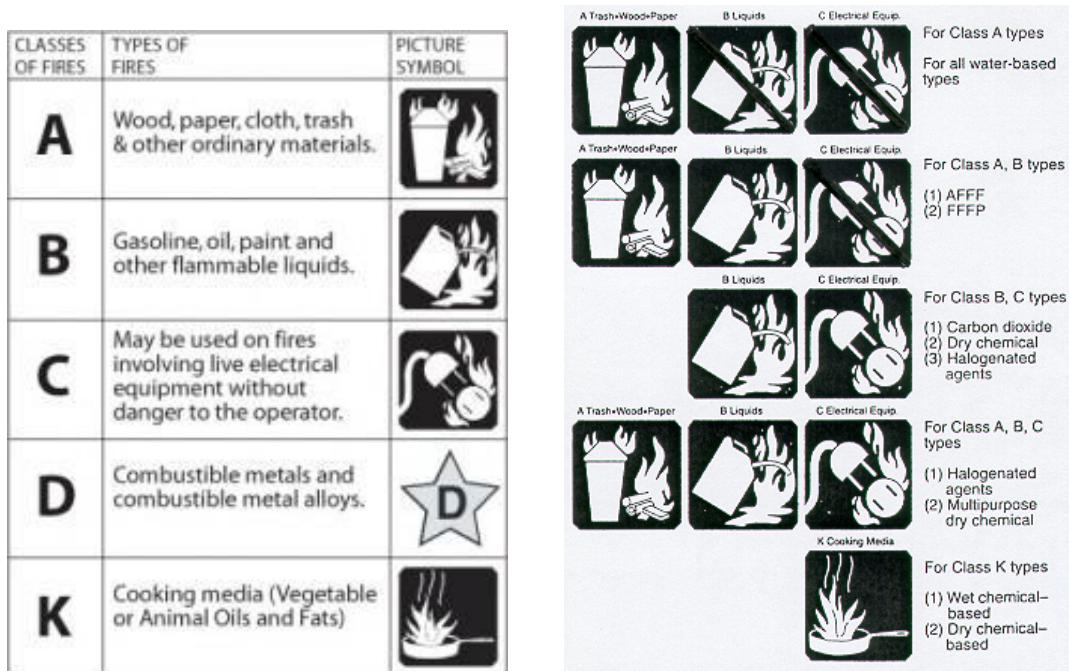 CLASSES
OF FIRES
TYPES OF
FIRES
PICTURE
SYMBOL
A
Wood, paper, cloth, trash
& other ordinary materials.
B
Gasoline, oil, paint and
other flammable liquids.
C
May be used on fires
involving live electrical
equipment without
danger to the operator.
D
Combustible metals and
combustible metal alloys.
D
K
Cooking media (Vegetable
or Animal Oils and Fats)
A Trash•Wood•Paper
B Liquids
C Electrical Equip.
For Class A types
For all water-based
types
A Trash•Wood•Paper
B Liquids
C Electrical Equip.
For Class A, B types
(1) AFFF
(2) FFFP
B Liquids
C Electrical Equip.
For Class B, C types
(1) Carbon dioxide
(2) Dry chemical
(3) Halogenated
agents
A Trash•Wood•Paper
B Liquids
C Electrical Equip.
For Class A, B, C
types
(1) Halogenated
agents
(2) Multipurpose
dry chemical
K Cooking Media
For Class K types
(1) Wet chemical–
based
(2) Dry chemical–
based